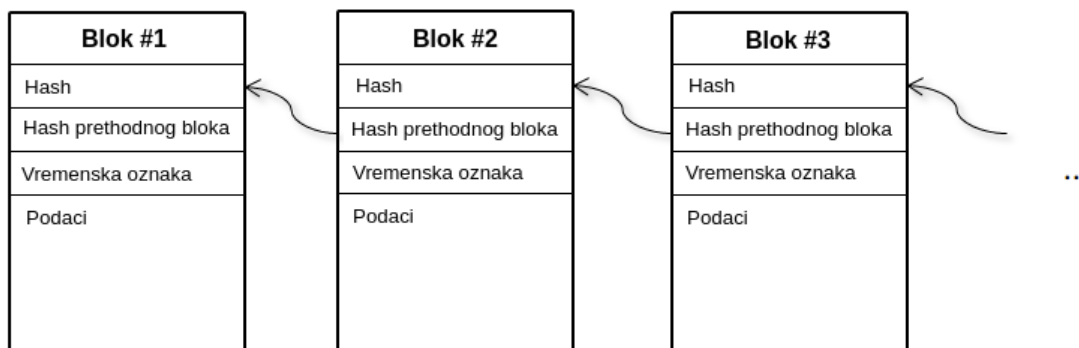 Blok #1
Hash
Hash prethodnog bloka
Vremenska oznaka
Podaci
Blok #2
Hash
Hash prethodnog bloka
Vremenska oznaka
Podaci
Blok #3
Hash
Hash prethodnog bloka
Vremenska oznaka
Podaci
..